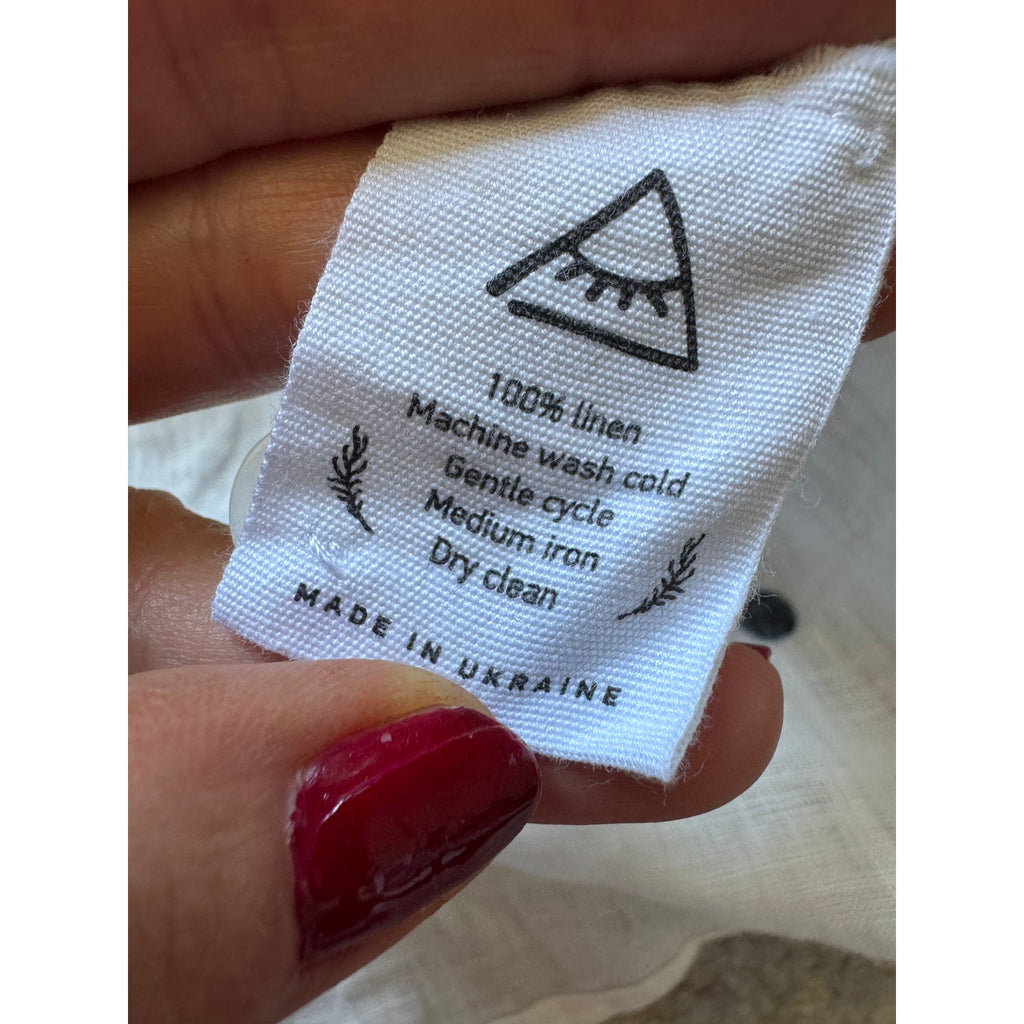 100% linen
Machine wash cold
Gentle cycle
Medium iron
Dry clean
MADE IN UKRAINE